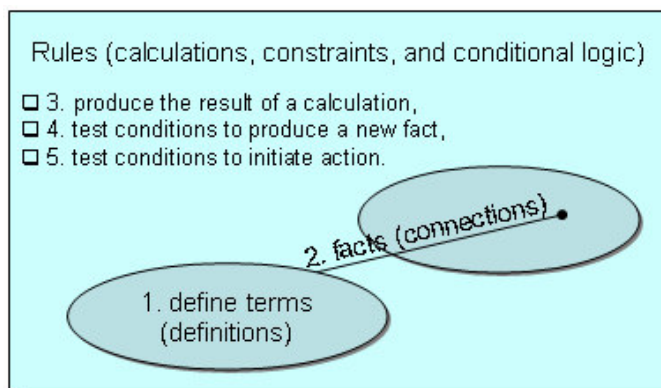 Rules (calculations, constraints, and conditional logic)
❑ 3. produce the result of a calculation,
❑ 4. test conditions to produce a new fact,
❑ 5. test conditions to initiate action.
2. facts (connections)
1. define terms
(definitions)